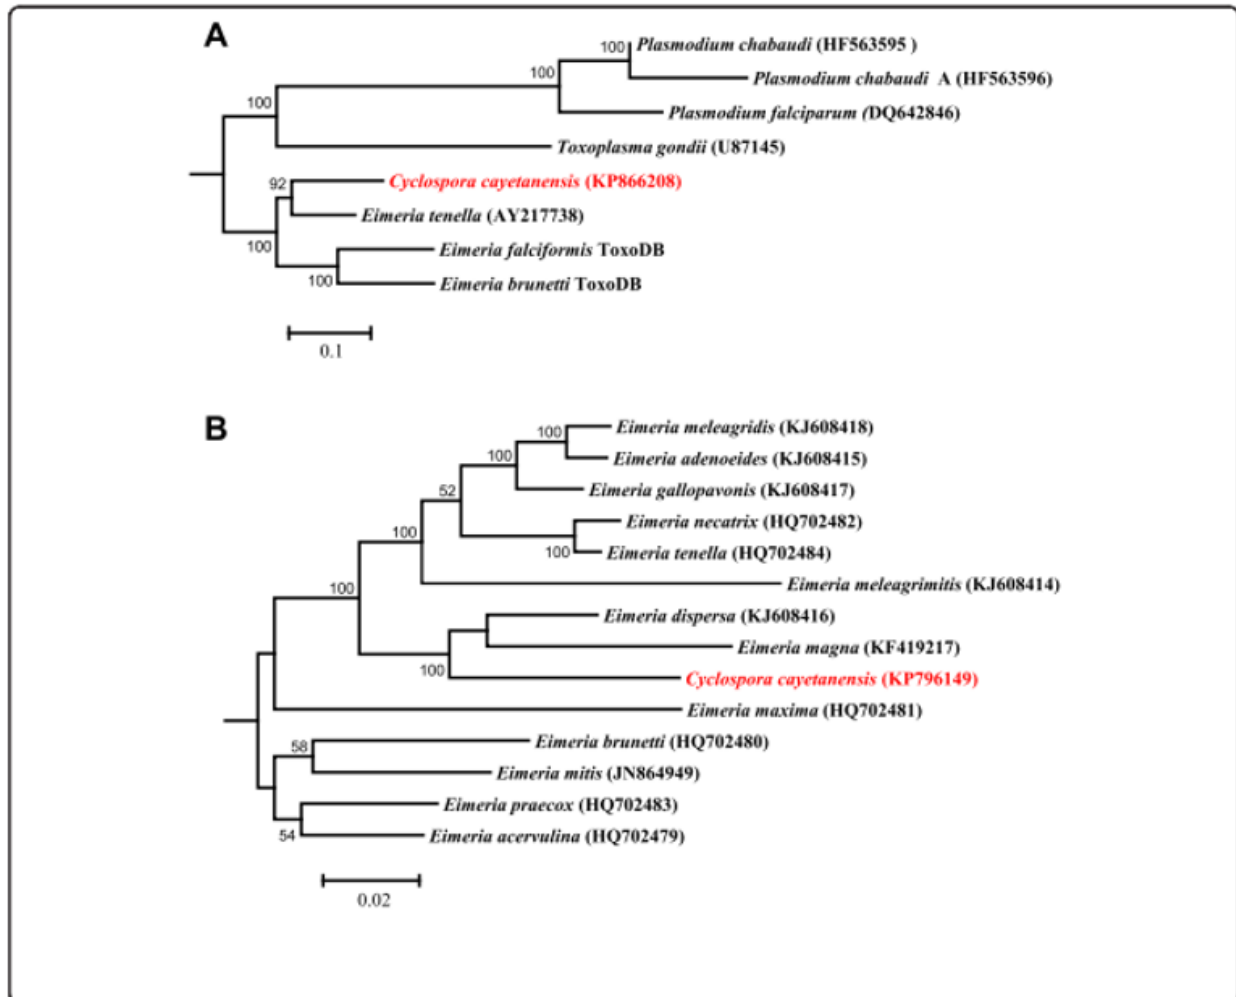 A
100 Plasmodium chabaudi (HF563595 )
100 Plasmodium chabaudi A (HF563596)
100 Plasmodium falciparum (DQ642846)
Toxoplasma gondii (U87145)
92 Cyclospora cayetanensis (KP866208)
Eimeria tenella (AY217738)
100 Eimeria falciformis ToxoDB
100 Eimeria brunetti ToxoDB
0.1
B
100 Eimeria meleagridis (KJ608418)
100 Eimeria adenoeides (KJ608415)
52 Eimeria gallopavonis (KJ608417)
100 Eimeria necatrix (HQ702482)
100 Eimeria tenella (HQ702484)
100 Eimeria meleagrimitis (KJ608414)
Eimeria dispersa (KJ608416)
Eimeria magna (KF419217)
100 Cyclospora cayetanensis (KP796149)
Eimeria maxima (HQ702481)
58 Eimeria brunetti (HQ702480)
Eimeria mitis (JN864949)
Eimeria praecox (HQ702483)
54 Eimeria acervulina (HQ702479)
0.02